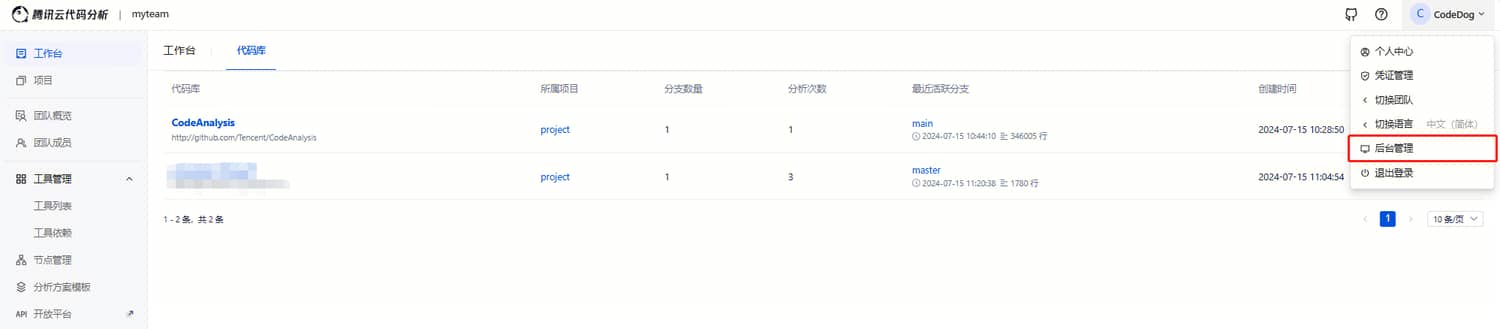 腾讯云代码分析 | myteam
CodeDog
工作台
项目
团队概览
团队成员
工具管理
工具列表
工具依赖
节点管理
分析方案模板
API 开放平台
工作台 代码库
代码库 所属项目 分支数量 分析次数 最近活跃分支 创建时间
CodeAnalysis project 1 1 main 2024-07-15 10:28:50
http://github.com/Tencent/CodeAnalysis 2024-07-15 10:44:10 346005 行
project 1 3 master 2024-07-15 11:04:54
2024-07-15 11:20:38 1780 行
1 - 2 条，共 2 条 1 10 条/页
C
个人中心
凭证管理
切换团队
切换语言 中文（简体）
后台管理
退出登录